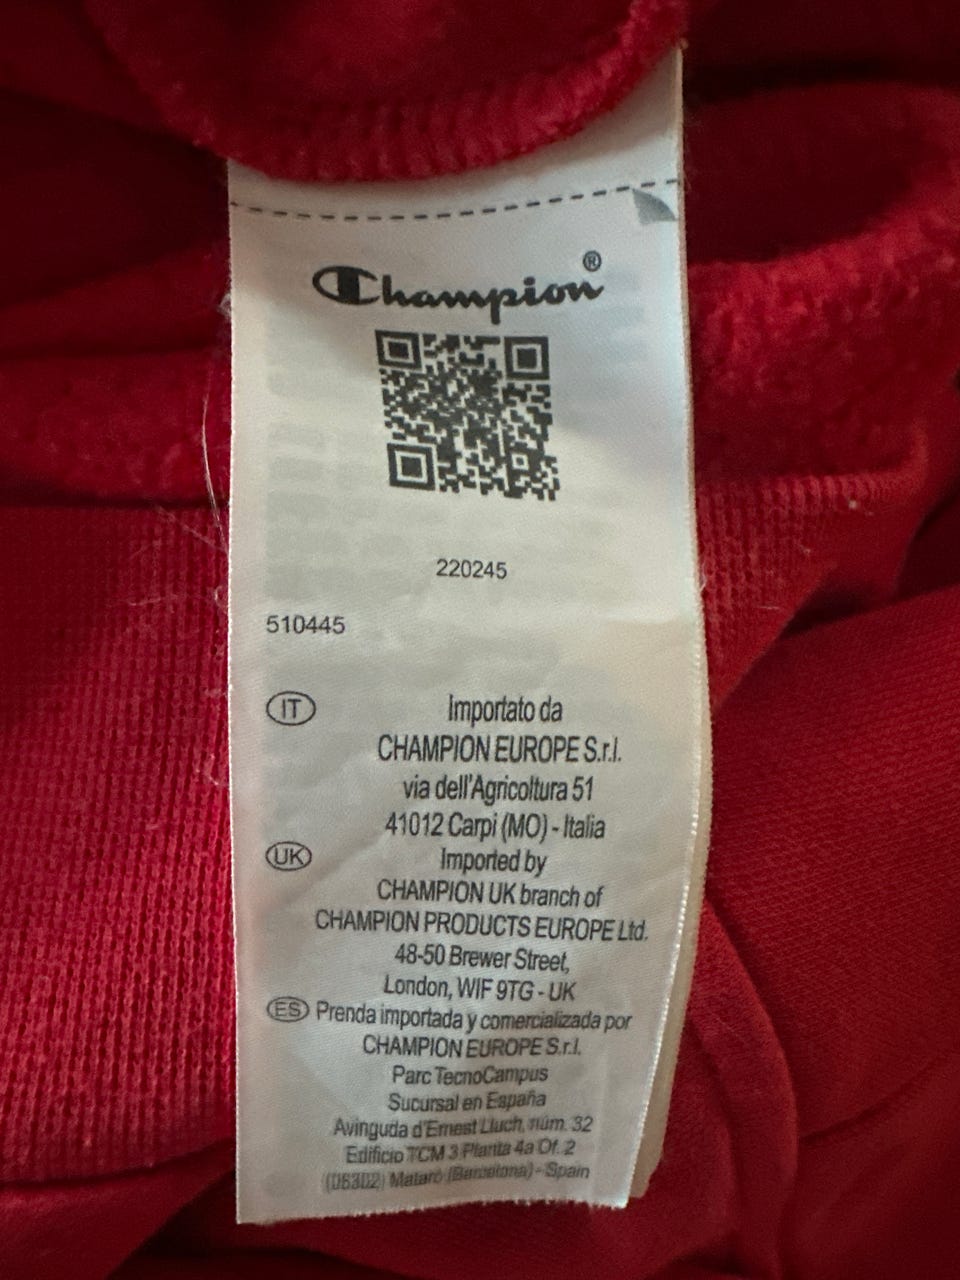 Champion®
220245
510445
IT Importato da
CHAMPION EUROPE S.r.l.
via dell'Agricoltura 51
41012 Carpi (MO) - Italia
UK Imported by
CHAMPION UK branch of
CHAMPION PRODUCTS EUROPE Ltd.
48-50 Brewer Street,
London, WIF 9TG - UK
ES Prenda importada y comercializada por
CHAMPION EUROPE S.r.l.
Parc TecnoCampus
Sucursal en España
Avinguda d'Ernest Lluch, núm. 32
Edificio TCM 3 Planta 4a Of. 2
(08302) Mataró (Barcelona) - Spain